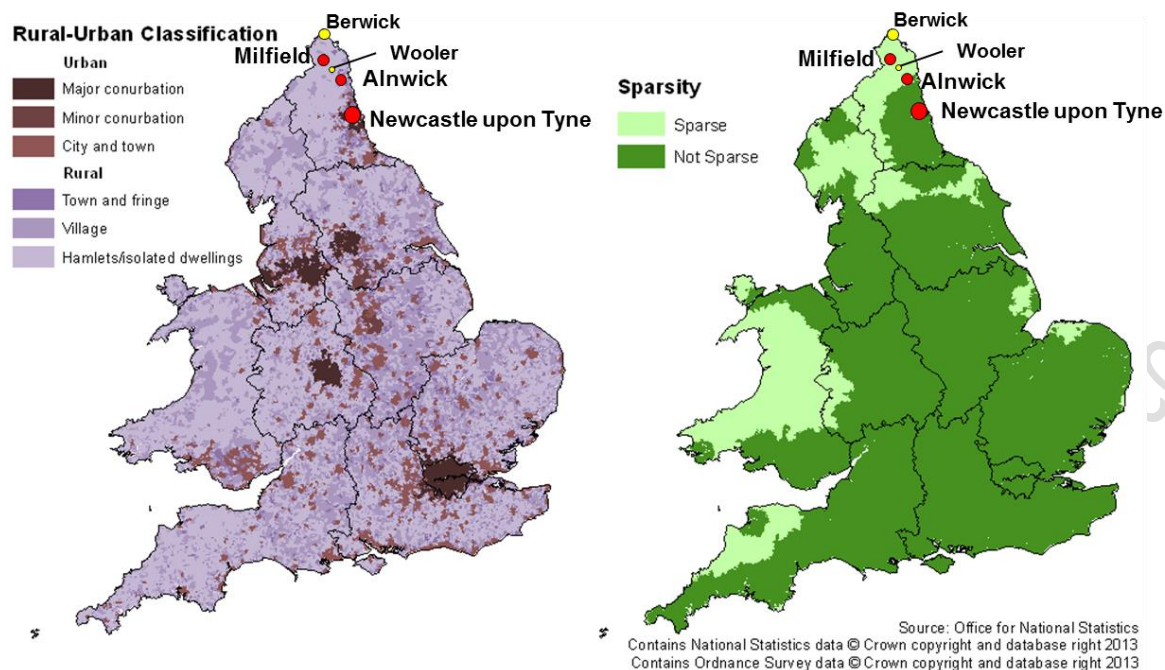 Rural-Urban Classification
Urban
Major conurbation
Minor conurbation
City and town
Rural
Town and fringe
Village
Hamlets/isolated dwellings
Berwick
Milfield
Wooler
Alnwick
Newcastle upon Tyne
Sparsity
Sparse
Not Sparse
Berwick
Milfield
Wooler
Alnwick
Newcastle upon Tyne
Source: Office for National Statistics
Contains National Statistics data © Crown copyright and database right 2013
Contains Ordnance Survey data © Crown copyright and database right 2013